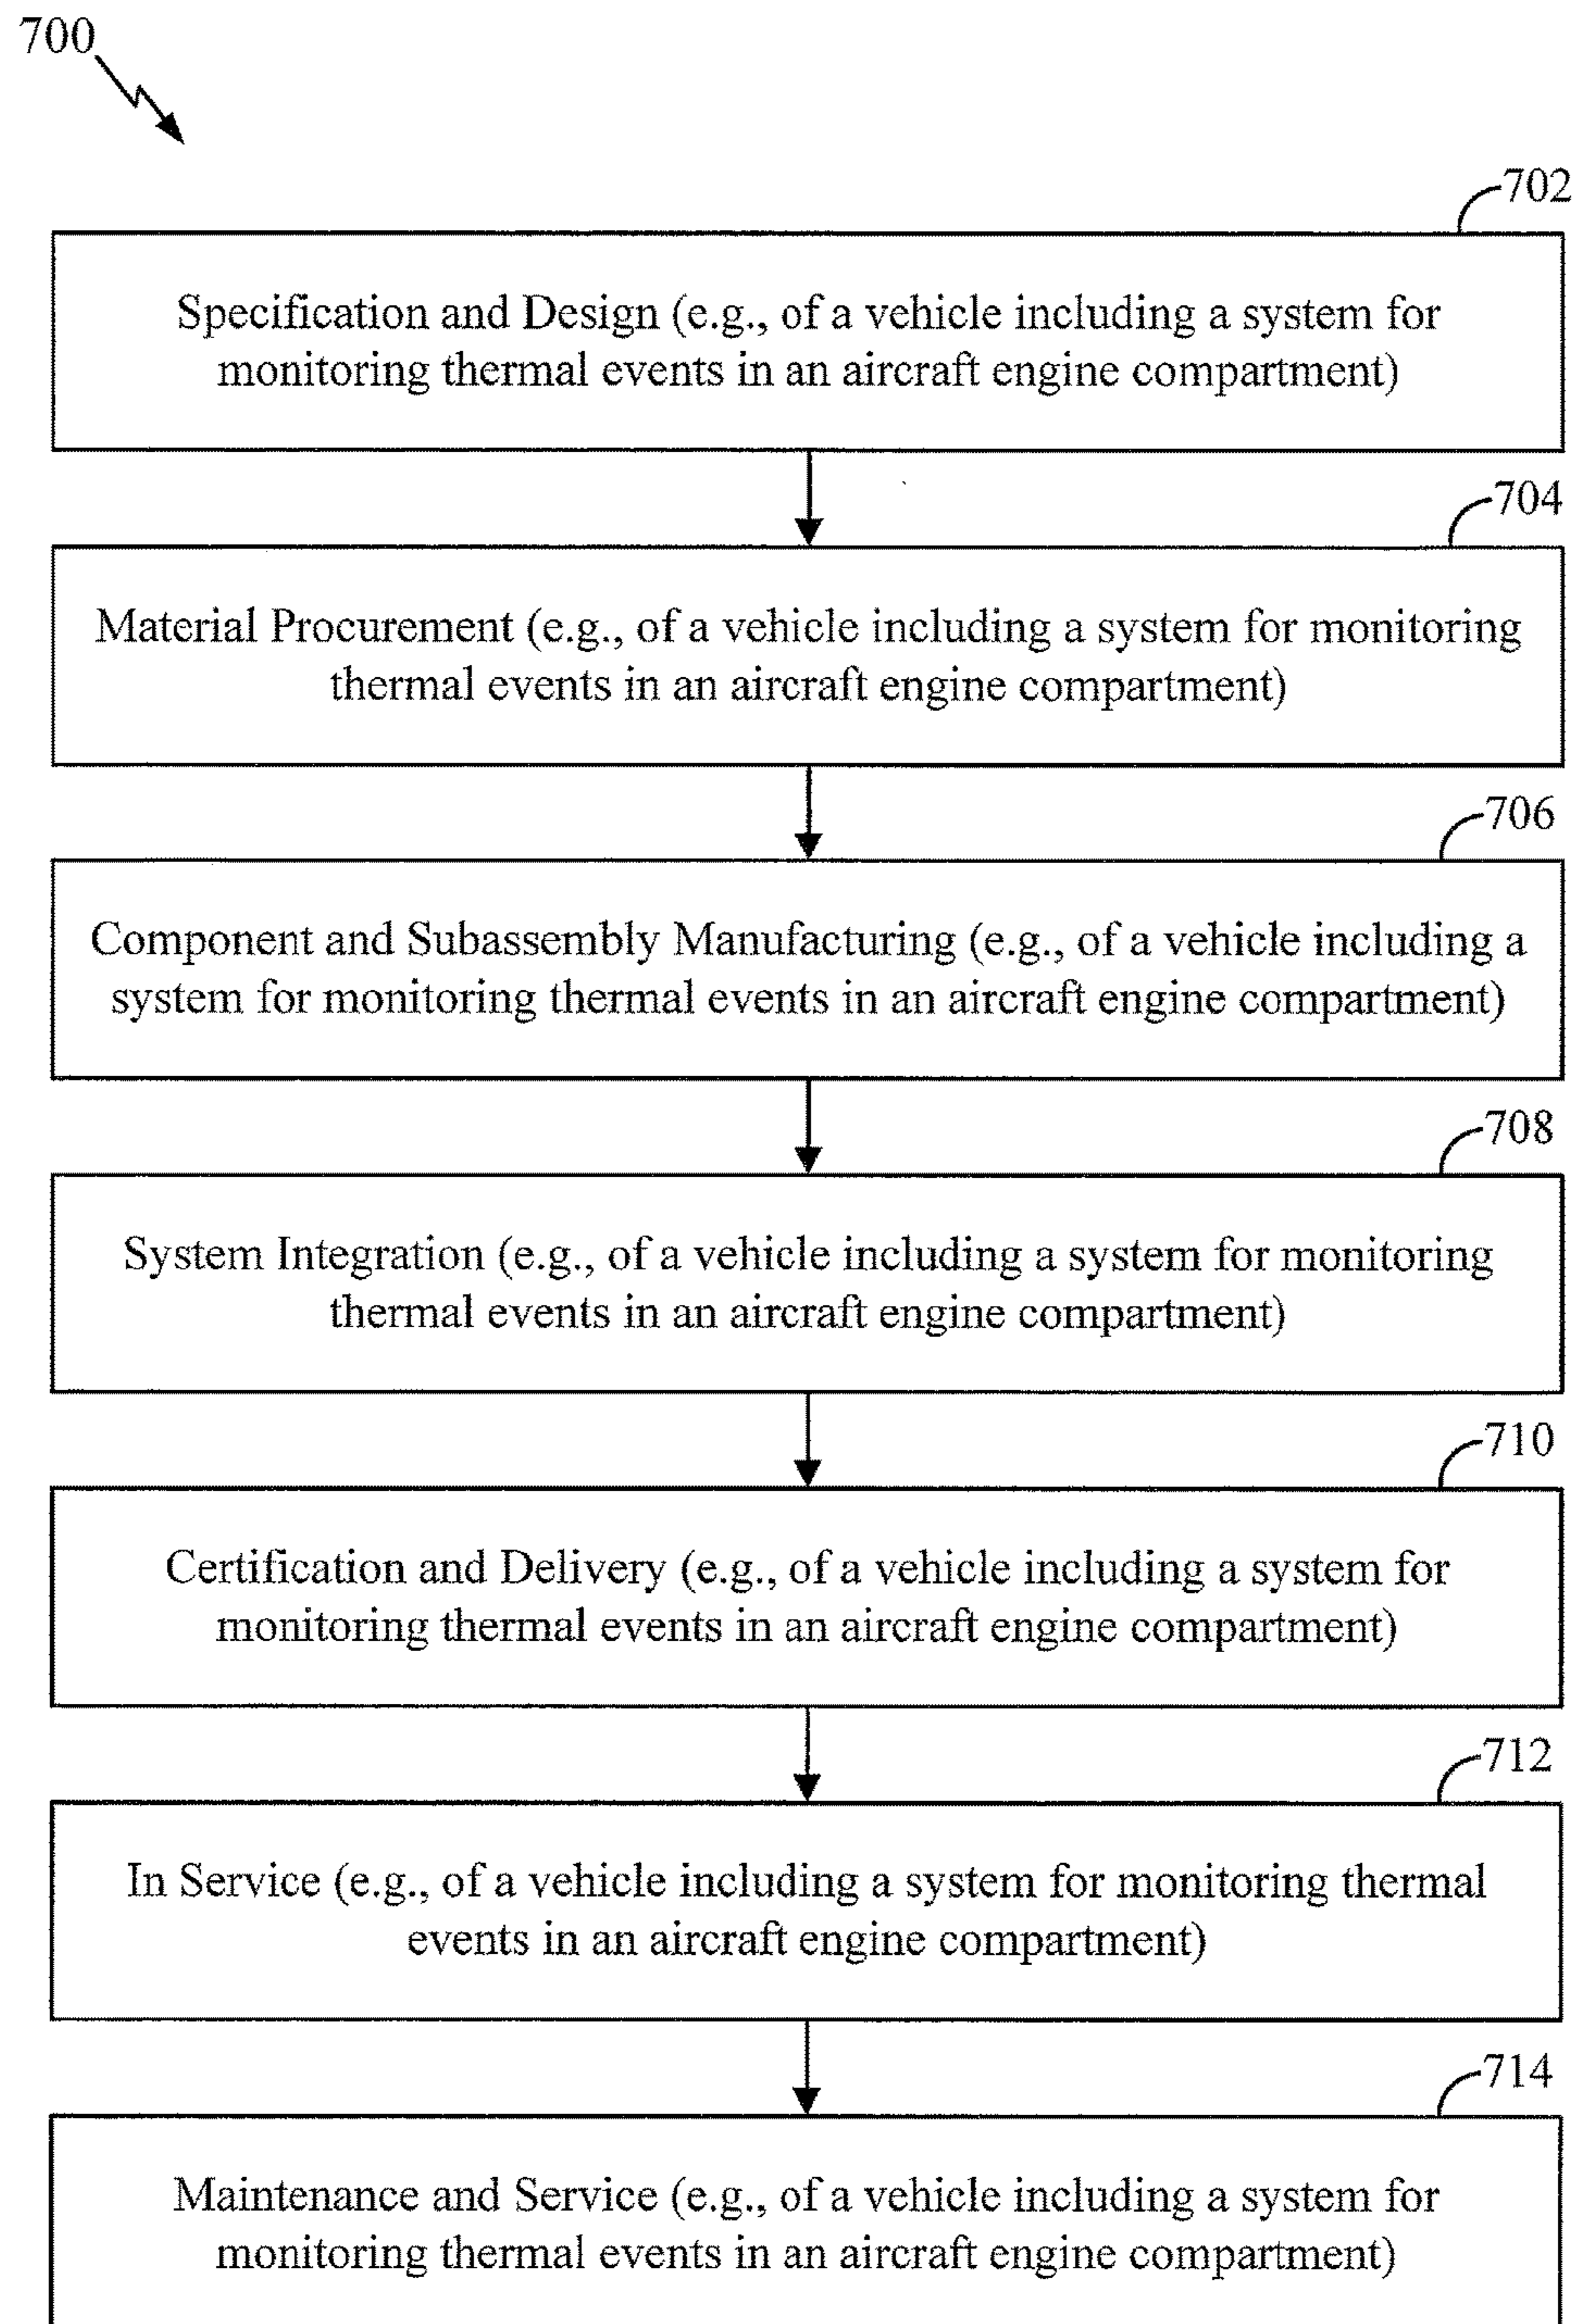 700
702
Specification and Design (e.g., of a vehicle including a system for
monitoring thermal events in an aircraft engine compartment)
704
Material Procurement (e.g., of a vehicle including a system for monitoring
thermal events in an aircraft engine compartment)
706
Component and Subassembly Manufacturing (e.g., of a vehicle including a
system for monitoring thermal events in an aircraft engine compartment)
708
System Integration (e.g., of a vehicle including a system for monitoring
thermal events in an aircraft engine compartment)
710
Certification and Delivery (e.g., of a vehicle including a system for
monitoring thermal events in an aircraft engine compartment)
712
In Service (e.g., of a vehicle including a system for monitoring thermal
events in an aircraft engine compartment)
714
Maintenance and Service (e.g., of a vehicle including a system for
monitoring thermal events in an aircraft engine compartment)